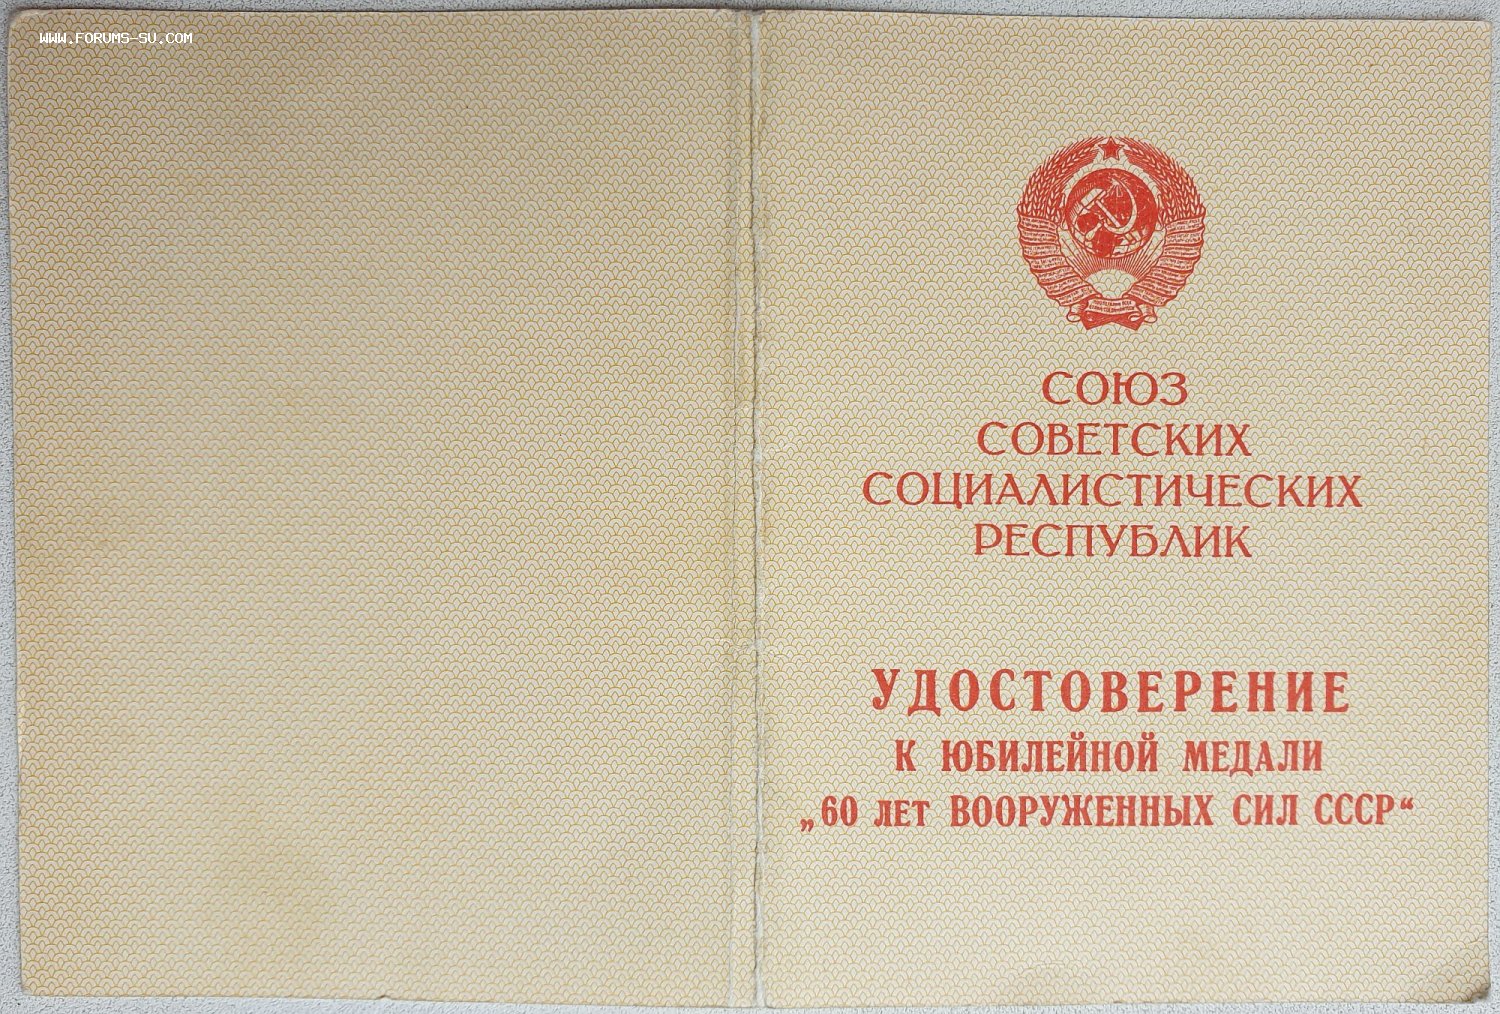 WWW.FORUMS-SU.COM
СОЮЗ
СОВЕТСКИХ
СОЦИАЛИСТИЧЕСКИХ
РЕСПУБЛИК
УДОСТОВЕРЕНИЕ
К ЮБИЛЕЙНОЙ МЕДАЛИ
„60 ЛЕТ ВООРУЖЕННЫХ СИЛ СССР“